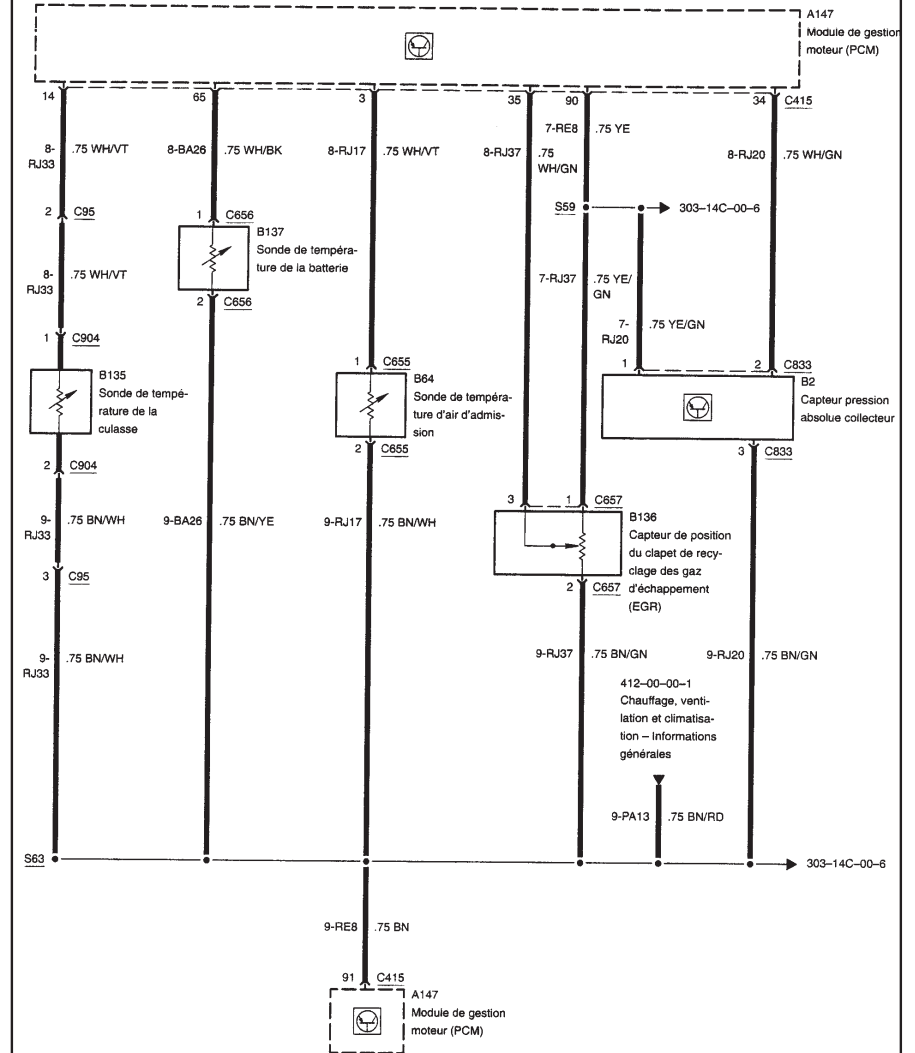 A147
Module de gestion
moteur (PCM)
14
65
3
35
90
34
C415
7-RE8 .75 YE
8-
RJ33
.75 WH/VT
8-BA26 .75 WH/BK
8-RJ17 .75 WH/VT
8-RJ37 .75
WH/GN
8-RJ20 .75 WH/GN
2 C95
1 C656
S59
303–14C–00–6
B137
Sonde de tempéra-
ture de la batterie
8-
RJ33
.75 WH/VT
7-RJ37 .75 YE/
GN
2 C656
7-
RJ20
.75 YE/GN
1 C904
1 C655
1
2 C833
B135
Sonde de tempé-
rature de la
culasse
B64
Sonde de tempéra-
ture d'air d'admis-
sion
B2
Capteur pression
absolue collecteur
2 C904
2 C655
3 C833
3
1 C657
9-
RJ33
.75 BN/WH
9-BA26 .75 BN/YE
9-RJ17 .75 BN/WH
B136
Capteur de position
du clapet de recy-
clage des gaz
d'échappement
(EGR)
3 C95
2 C657
9-
RJ33
.75 BN/WH
9-RJ37 .75 BN/GN
9-RJ20 .75 BN/GN
412–00–00–1
Chauffage, venti-
lation et climatisa-
tion – Informations
générales
9-PA13 .75 BN/RD
S63
303–14C–00–6
9-RE8 .75 BN
91 C415
A147
Module de gestion
moteur (PCM)